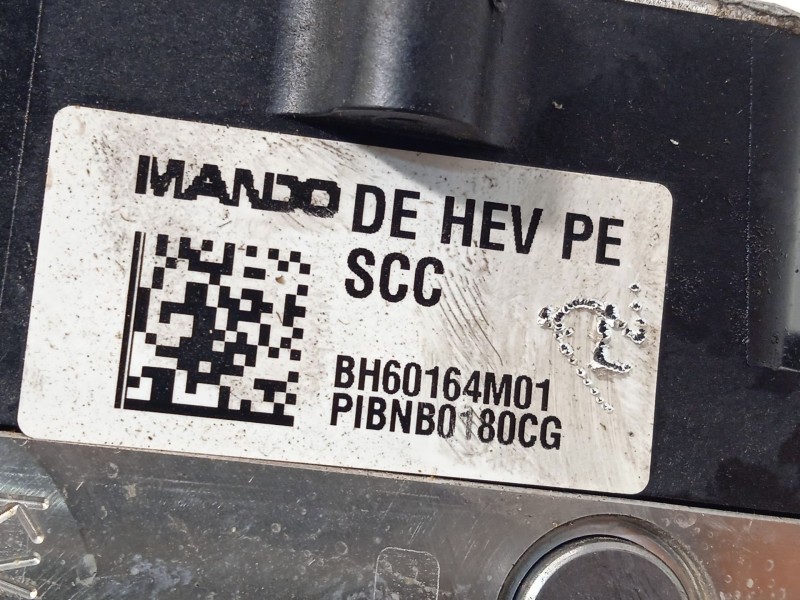 MANDO DE HEV PE
SCC
BH60164M01
PIBNB0180CG